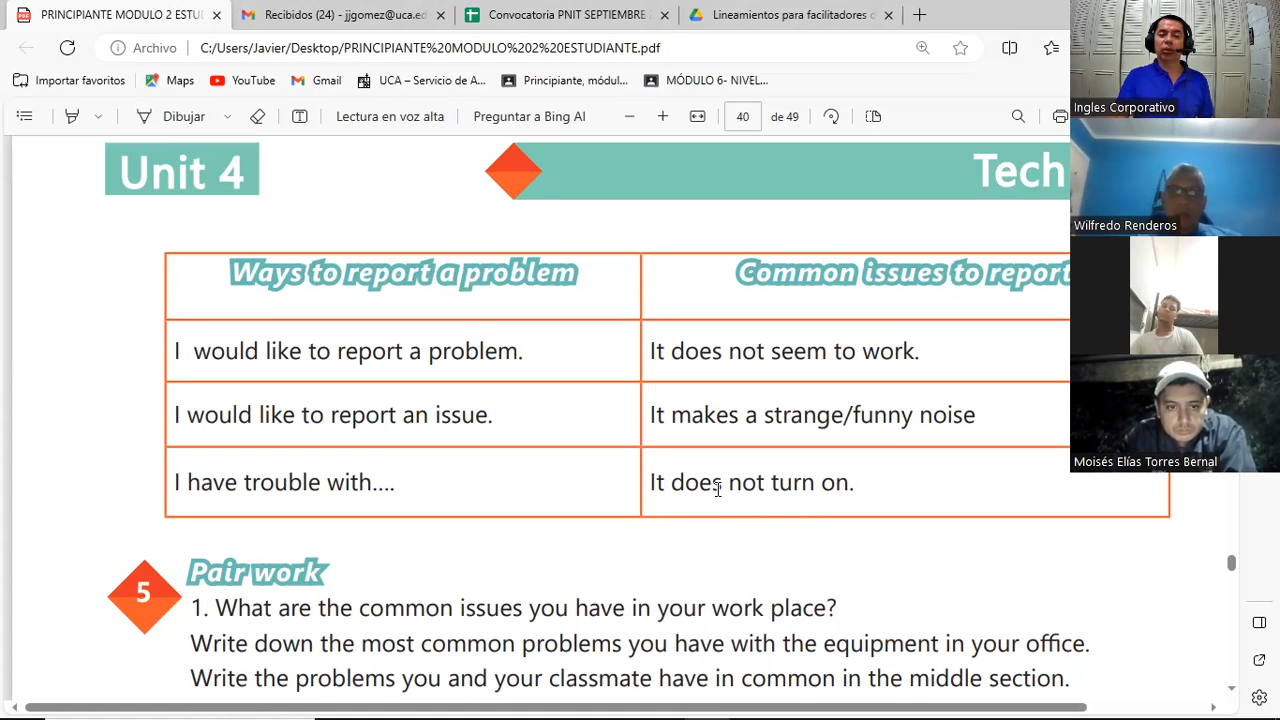 PRINCIPIANTE MODULO 2 ESTU
Recibidos (24) - jjgomez@uca.ed
Convocatoria PNIT SEPTIEMBRE
Lineamientos para facilitadores c
Archivo
C:/Users/Javier/Desktop/PRINCIPIANTE%20MODULO%202%20ESTUDIANTE.pdf
Importar favoritos
Maps
YouTube
Gmail
UCA – Servicio de A...
Principiante, módul...
MÓDULO 6- NIVEL...
Dibujar
Lectura en voz alta
Preguntar a Bing AI
40
de 49
Unit 4
Tech
Ways to report a problem
Common issues to report
I would like to report a problem.
It does not seem to work.
I would like to report an issue.
It makes a strange/funny noise
I have trouble with....
It does not turn on.
5
Pair work
1. What are the common issues you have in your work place?
Write down the most common problems you have with the equipment in your office.
Write the problems you and your classmate have in common in the middle section.
Ingles Corporativo
Wilfredo Renderos
Moisés Elías Torres Bernal